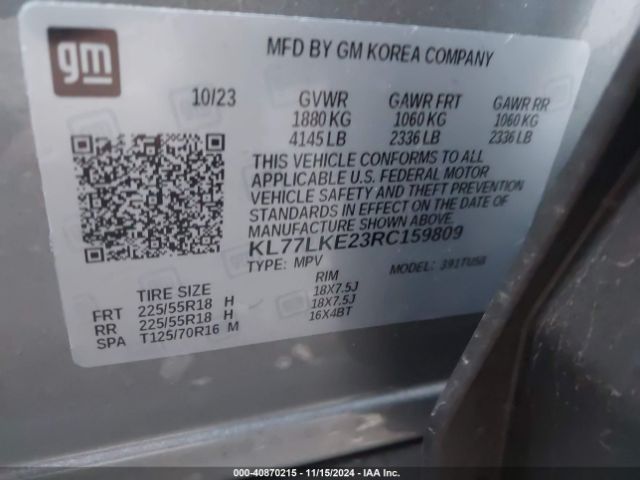 gm
MFD BY GM KOREA COMPANY
10/23 GVWR GAWR FRT GAWR RR
1880 KG 1060 KG 1060 KG
4145 LB 2336 LB 2336 LB
THIS VEHICLE CONFORMS TO ALL
APPLICABLE U.S. FEDERAL MOTOR
VEHICLE SAFETY AND THEFT PREVENTION
STANDARDS IN EFFECT ON THE DATE OF
MANUFACTURE SHOWN ABOVE.
KL77LKE23RC159809
TYPE: MPV MODEL: 391TU58
TIRE SIZE RIM
FRT 225/55R18 H 18X7.5J
RR 225/55R18 H 18X7.5J
SPA T125/70R16 M 16X4BT
000-40870215 - 11/15/2024 - IAA Inc.